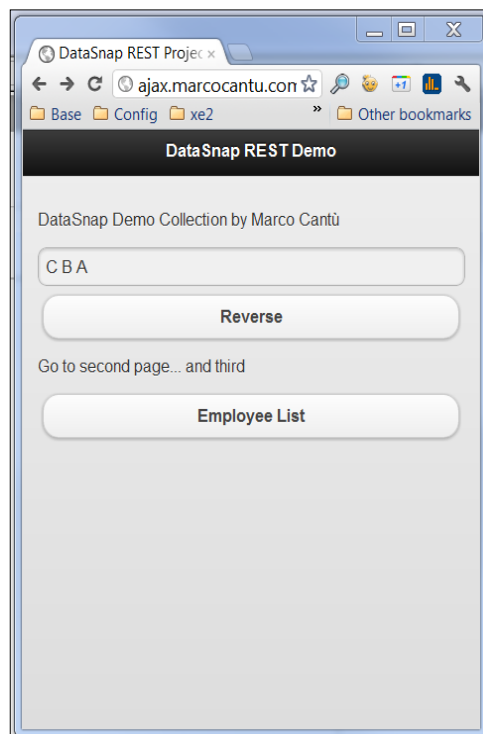 DataSnap REST Projec ×
ajax.marcocantu.con
Base Config xe2 » Other bookmarks
DataSnap REST Demo
DataSnap Demo Collection by Marco Cantù
C B A
Reverse
Go to second page... and third
Employee List